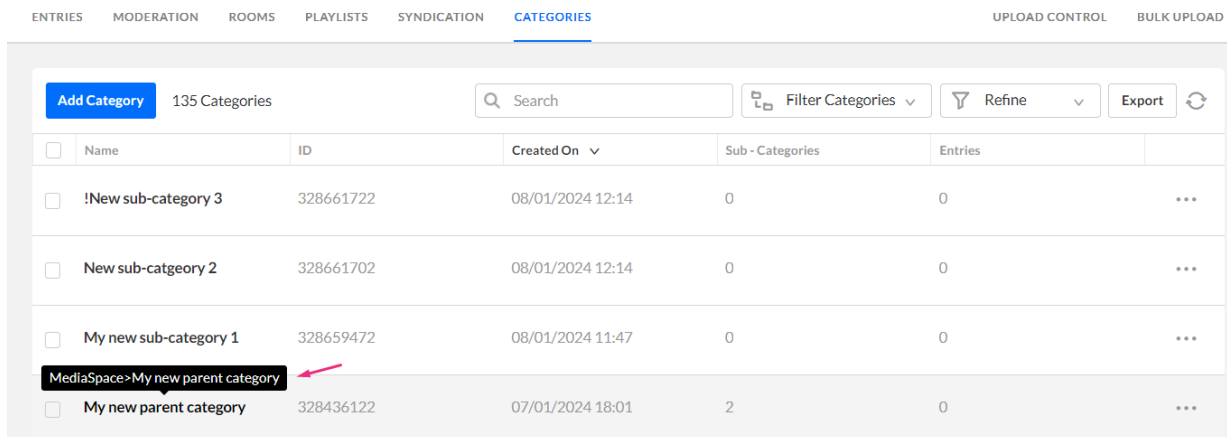 ENTRIES MODERATION ROOMS PLAYLISTS SYNDICATION CATEGORIES UPLOAD CONTROL BULK UPLOAD
Add Category 135 Categories Search Filter Categories Refine Export
Name ID Created On Sub - Categories Entries
!New sub-category 3 328661722 08/01/2024 12:14 0 0
New sub-catgeory 2 328661702 08/01/2024 12:14 0 0
My new sub-category 1 328659472 08/01/2024 11:47 0 0
MediaSpace>My new parent category
My new parent category 328436122 07/01/2024 18:01 2 0